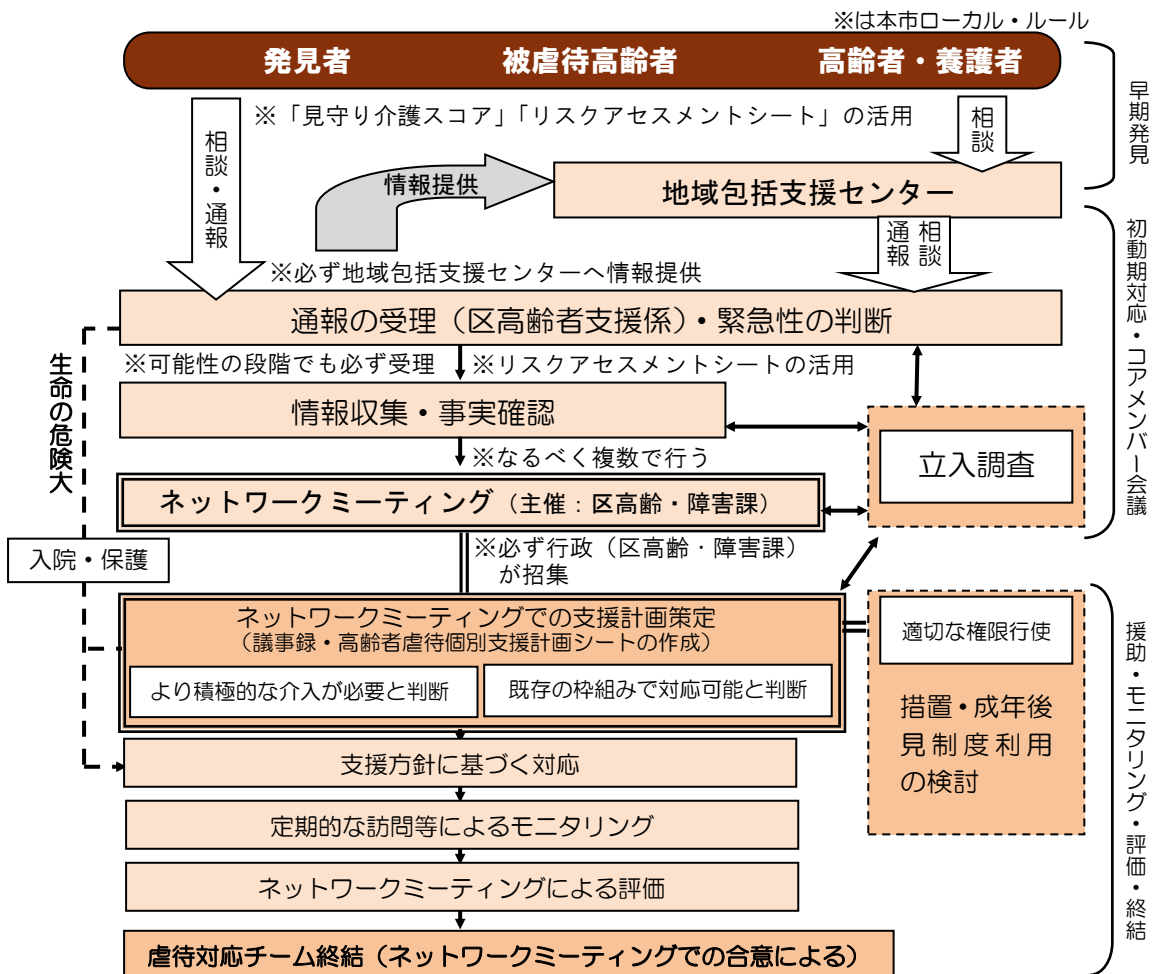 ※は本市ローカル・ルール
発見者
被虐待高齢者
高齢者・養護者
早期発見
※「見守り介護スコア」「リスクアセスメントシート」の活用
相談・通報
相談
情報提供
地域包括支援センター
初動期対応・コアメンバー会議
相談
通報
※必ず地域包括支援センターへ情報提供
通報の受理（区高齢者支援係）・緊急性の判断
※可能性の段階でも必ず受理
※リスクアセスメントシートの活用
生命の危険大
情報収集・事実確認
立入調査
※なるべく複数で行う
ネットワークミーティング（主催：区高齢・障害課）
※必ず行政（区高齢・障害課）
が招集
入院・保護
ネットワークミーティングでの支援計画策定
（議事録・高齢者虐待個別支援計画シートの作成）
より積極的な介入が必要と判断
既存の枠組みで対応可能と判断
適切な権限行使
措置・成年後
見制度利用
の検討
援助・モニタリング・評価・終結
支援方針に基づく対応
定期的な訪問等によるモニタリング
ネットワークミーティングによる評価
虐待対応チーム終結（ネットワークミーティングでの合意による）